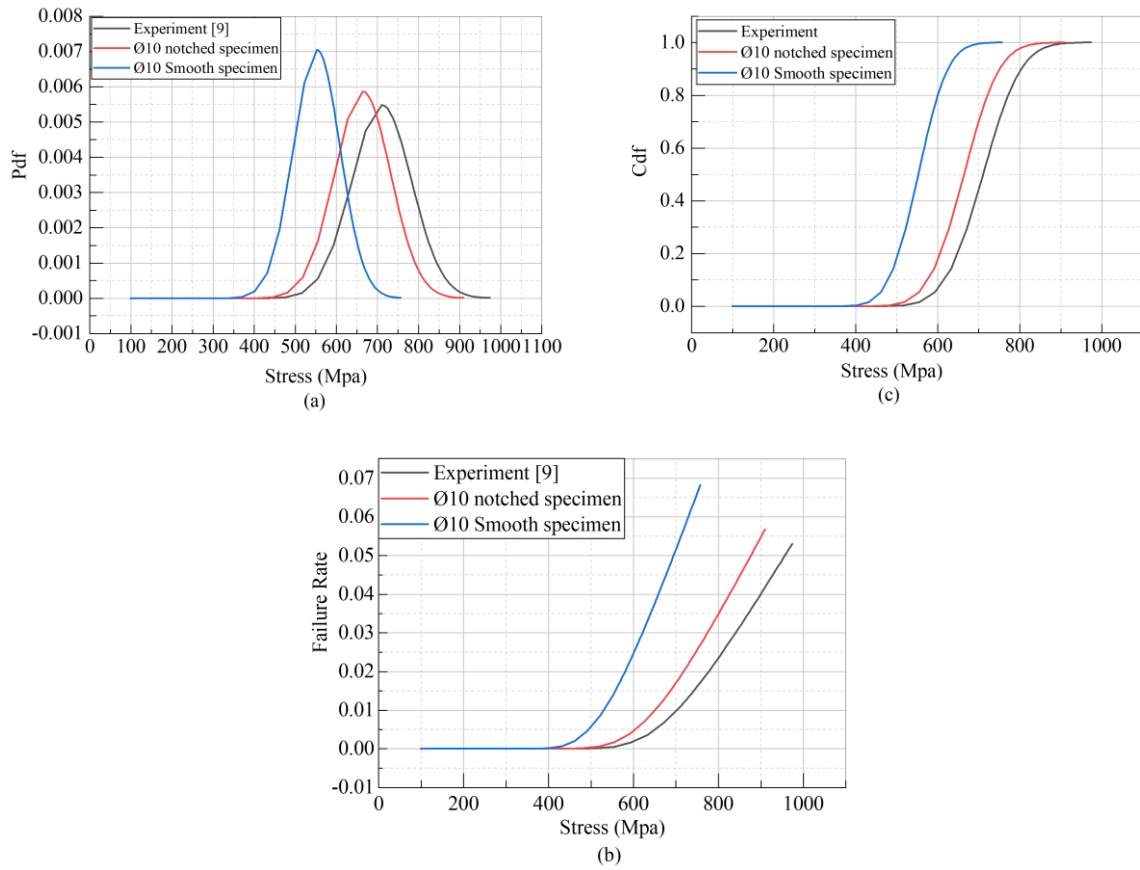 0.008
0.007
0.006
0.005
0.004
0.003
0.002
0.001
0.000
-0.001
Pdf
Experiment [9]
Ø10 notched specimen
Ø10 Smooth specimen
0 100 200 300 400 500 600 700 800 900 1000 1100
Stress (Mpa)
(a)
1.0
0.8
0.6
0.4
0.2
0.0
Cdf
Experiment
Ø10 notched specimen
Ø10 Smooth specimen
0 200 400 600 800 1000
Stress (Mpa)
(c)
0.07
0.06
0.05
0.04
0.03
0.02
0.01
0.00
-0.01
Failure Rate
Experiment [9]
Ø10 notched specimen
Ø10 Smooth specimen
0 200 400 600 800 1000
Stress (Mpa)
(b)